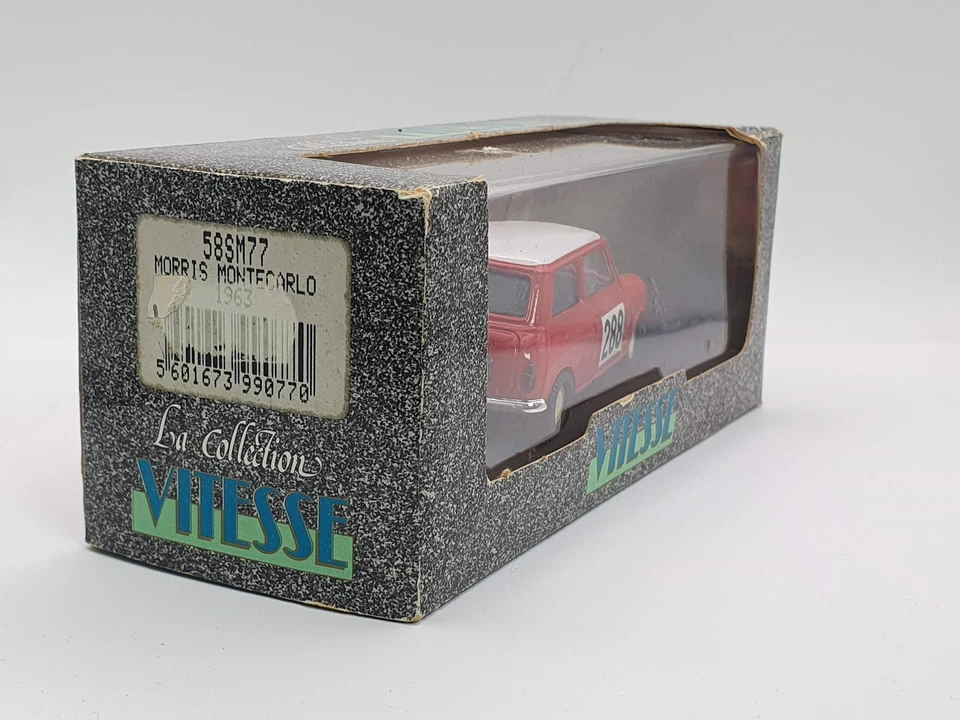 58SM77
MORRIS MONTECARLO
1963
5 601673 990770
La Collection
VITESSE
288
VITESSE